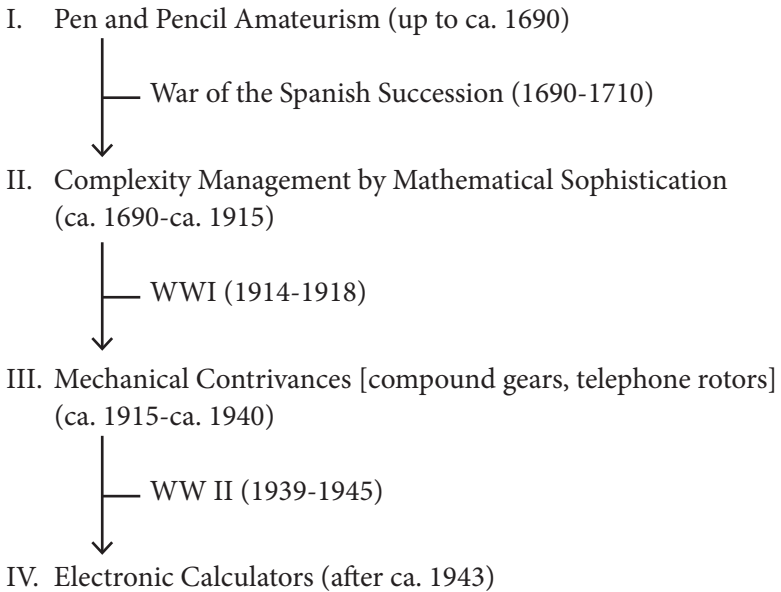 I. Pen and Pencil Amateurism (up to ca. 1690)
War of the Spanish Succession (1690-1710)
II. Complexity Management by Mathematical Sophistication
(ca. 1690-ca. 1915)
WWI (1914-1918)
III. Mechanical Contrivances [compound gears, telephone rotors]
(ca. 1915-ca. 1940)
WW II (1939-1945)
IV. Electronic Calculators (after ca. 1943)